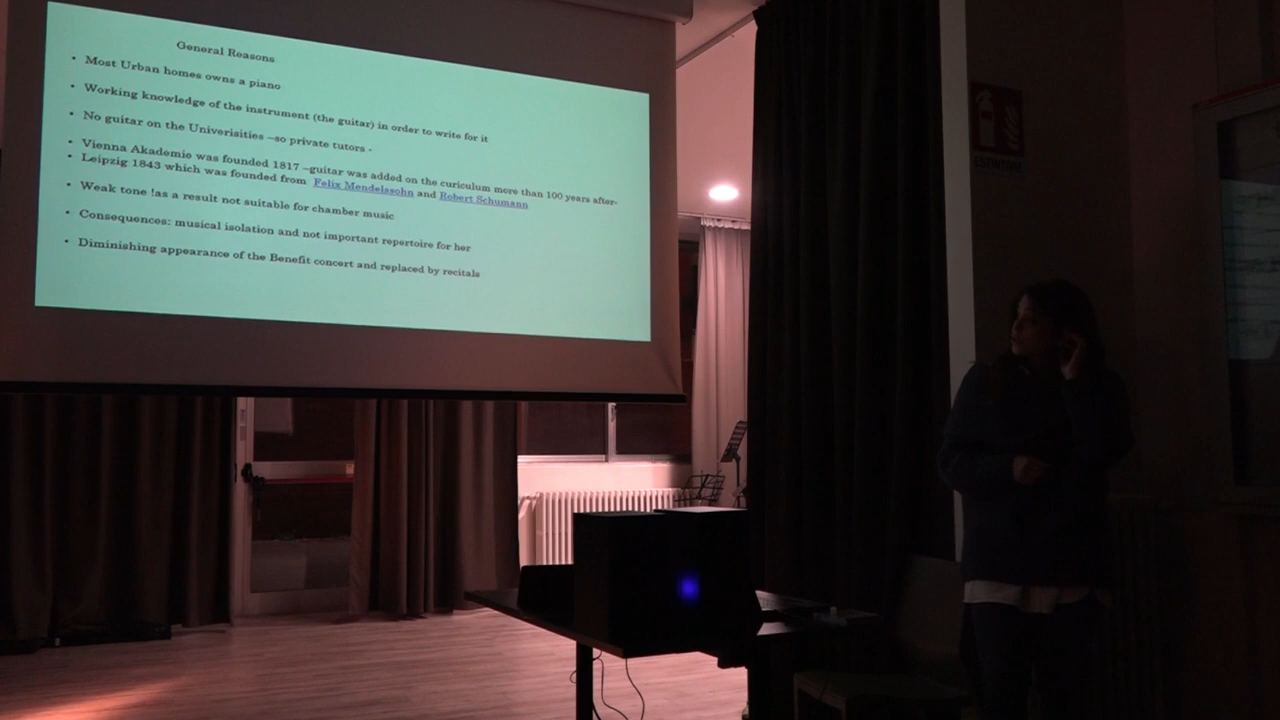 General Reasons
• Most Urban homes owns a piano
• Working knowledge of the instrument (the guitar) in order to write for it
• No guitar on the Univerisities –so private tutors -
• Vienna Akademie was founded 1817 –guitar was added on the curiculum more than 100 years after-
• Leipzig 1843 which was founded from Felix Mendelssohn and Robert Schumann
• Weak tone !as a result not suitable for chamber music
• Consequences: musical isolation and not important repertoire for her
• Diminishing appearance of the Benefit concert and replaced by recitals
ESTINTORE